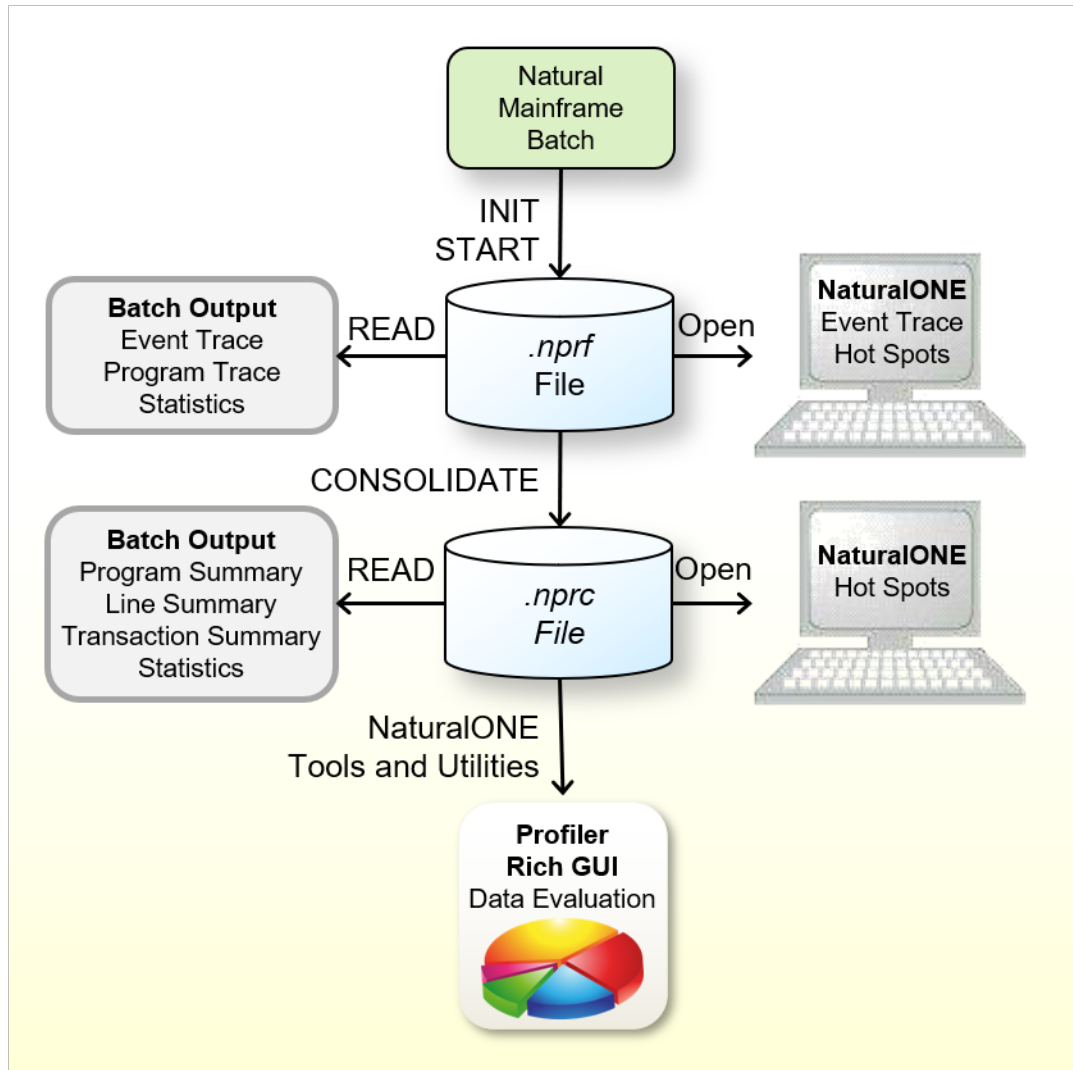 Natural
Mainframe
Batch
INIT
START
Batch Output
Event Trace
Program Trace
Statistics
READ
.nprf
File
Open
NaturalONE
Event Trace
Hot Spots
CONSOLIDATE
Batch Output
Program Summary
Line Summary
Transaction Summary
Statistics
READ
.nprc
File
Open
NaturalONE
Hot Spots
NaturalONE
Tools and Utilities
Profiler
Rich GUI
Data Evaluation